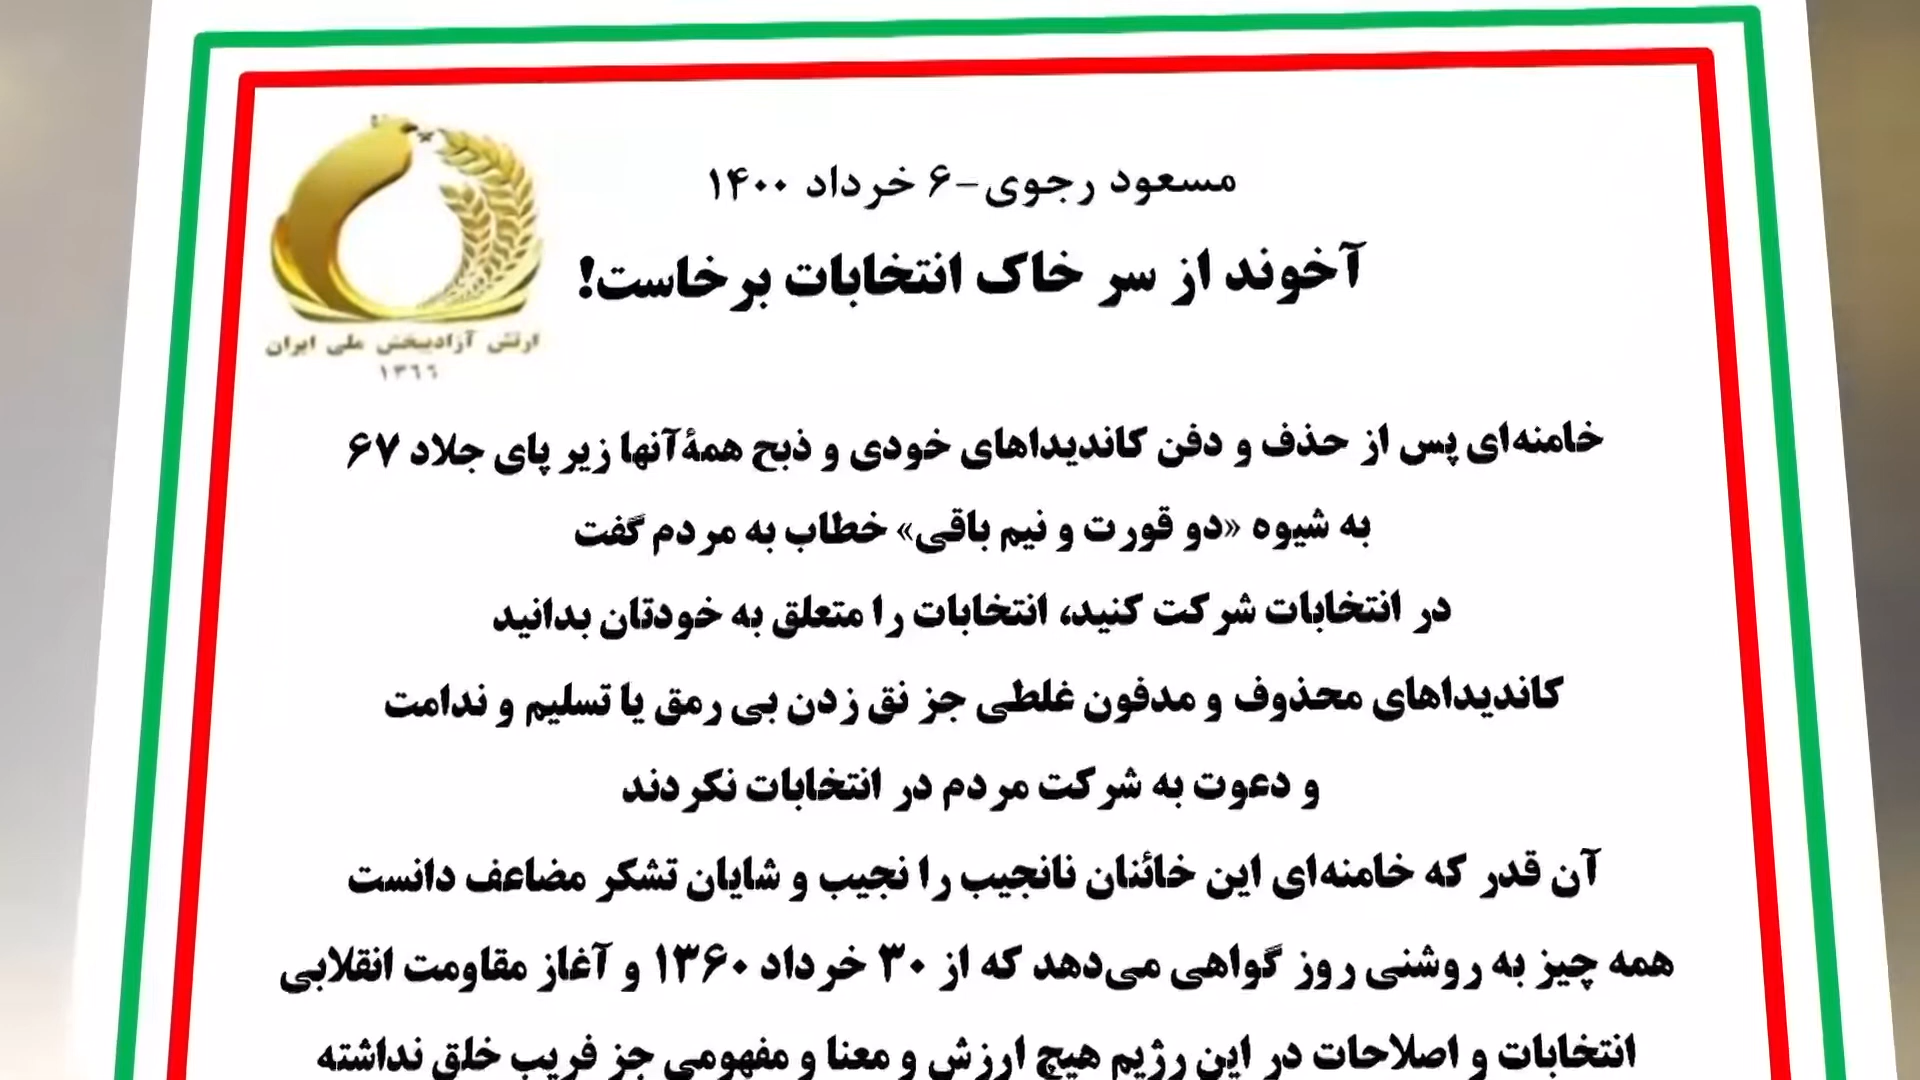 مسعود رجوی-۶ خرداد ۱۴۰۰
آخوند از سر خاک انتخابات برخاست!
ارتش آزادیبخش ملی ایران
۱۳٦٦
خامنه‌ای پس از حذف و دفن کاندیداهای خودی و ذبح همهٔ‌آنها زیر پای جلاد ۶۷
به شیوه «دو قورت و نیم باقی» خطاب به مردم گفت
در انتخابات شرکت کنید، انتخابات را متعلق به خودتان بدانید
کاندیداهای محذوف و مدفون غلطی جز نق زدن بی رمق یا تسلیم و ندامت
و دعوت به شرکت مردم در انتخابات نکردند
آن قدر که خامنه‌ای این خائنان نانجیب را نجیب و شایان تشکر مضاعف دانست
همه چیز به روشنی روز گواهی می‌دهد که از ۳۰ خرداد ۱۳۶۰ و آغاز مقاومت انقلابی
انتخابات و اصلاحات در این رژیم هیچ ارزش و معنا و مفهومی جز فریب خلق نداشته